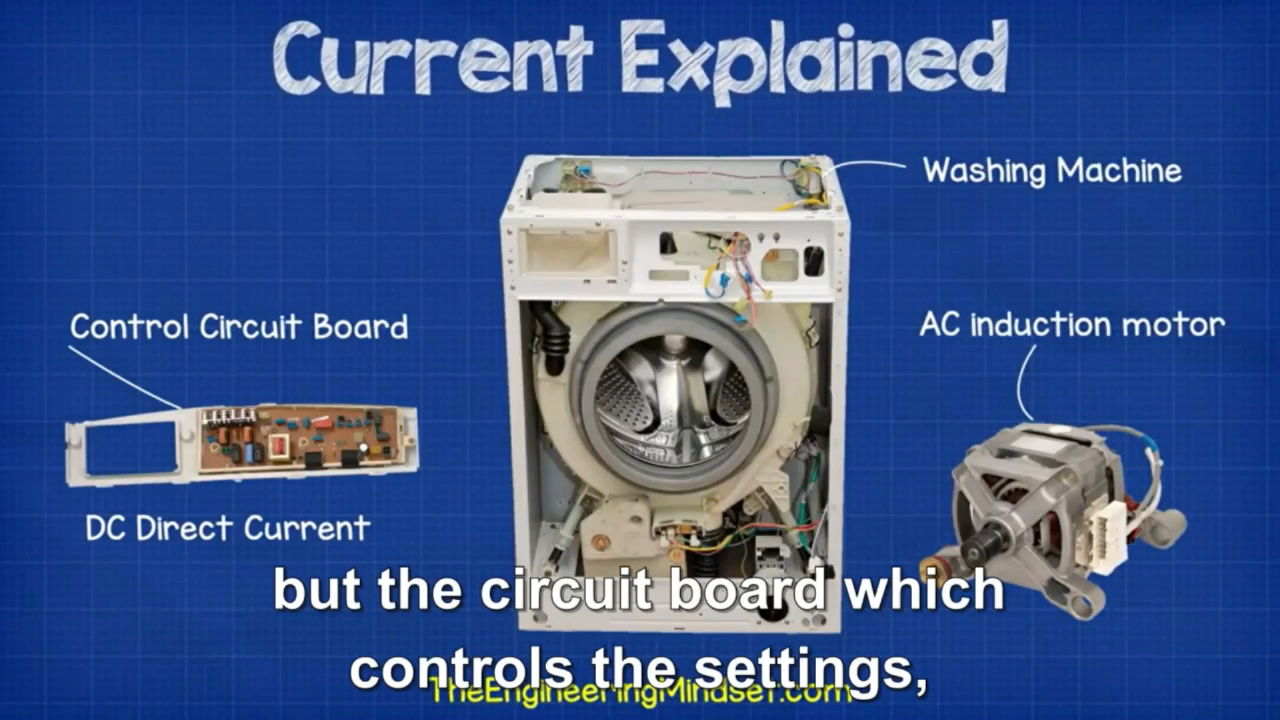 Current Explained
Washing Machine
Control Circuit Board
AC induction motor
DC Direct Current
but the circuit board which
controls the settings,
TheEngineeringMindset.com